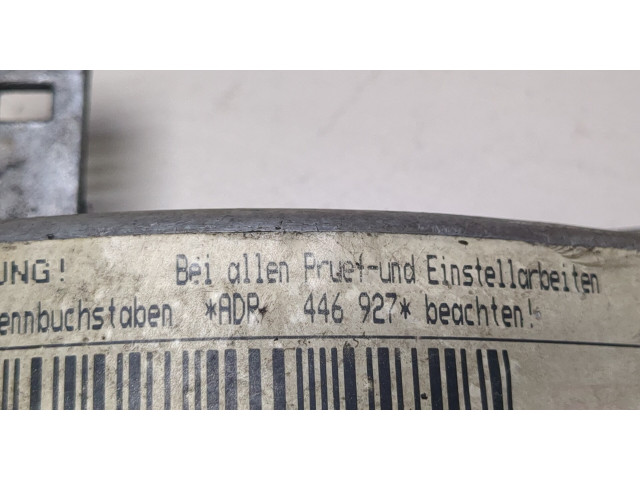 UNG! Bei allen Pruef-und Einstellarbeiten
ennbuchstaben *ADR 446 927* beachten!